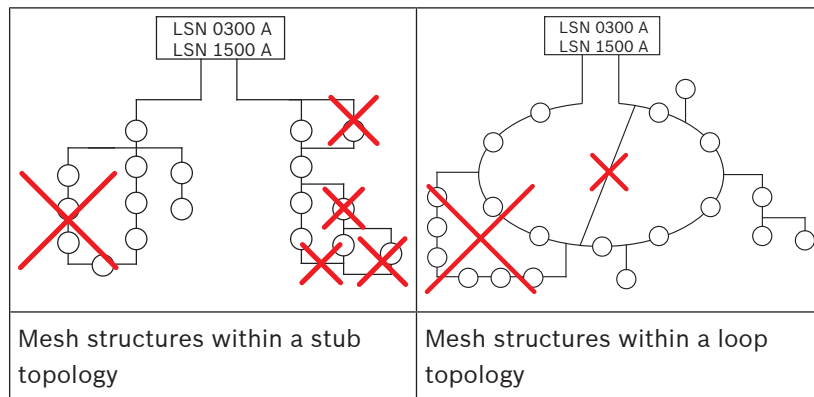 LSN 0300 A
LSN 1500 A
LSN 0300 A
LSN 1500 A
Mesh structures within a stub
topology
Mesh structures within a loop
topology